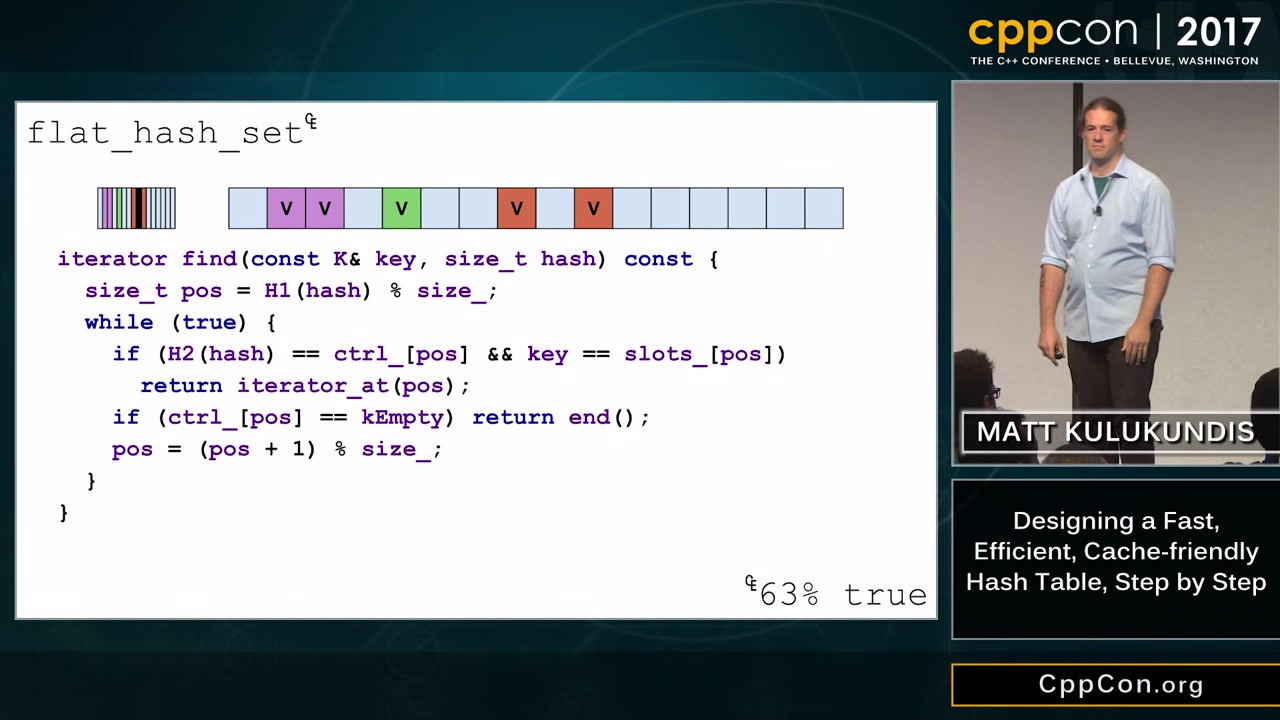 cppcon | 2017
THE C++ CONFERENCE • BELLEVUE, WASHINGTON
flat_hash_set
V V V V V
iterator find(const K& key, size_t hash) const {
size_t pos = H1(hash) % size_;
while (true) {
if (H2(hash) == ctrl_[pos] && key == slots_[pos])
return iterator_at(pos);
if (ctrl_[pos] == kEmpty) return end();
pos = (pos + 1) % size_;
}
}
63% true
MATT KULUKUNDIS
Designing a Fast,
Efficient, Cache-friendly
Hash Table, Step by Step
CppCon.org